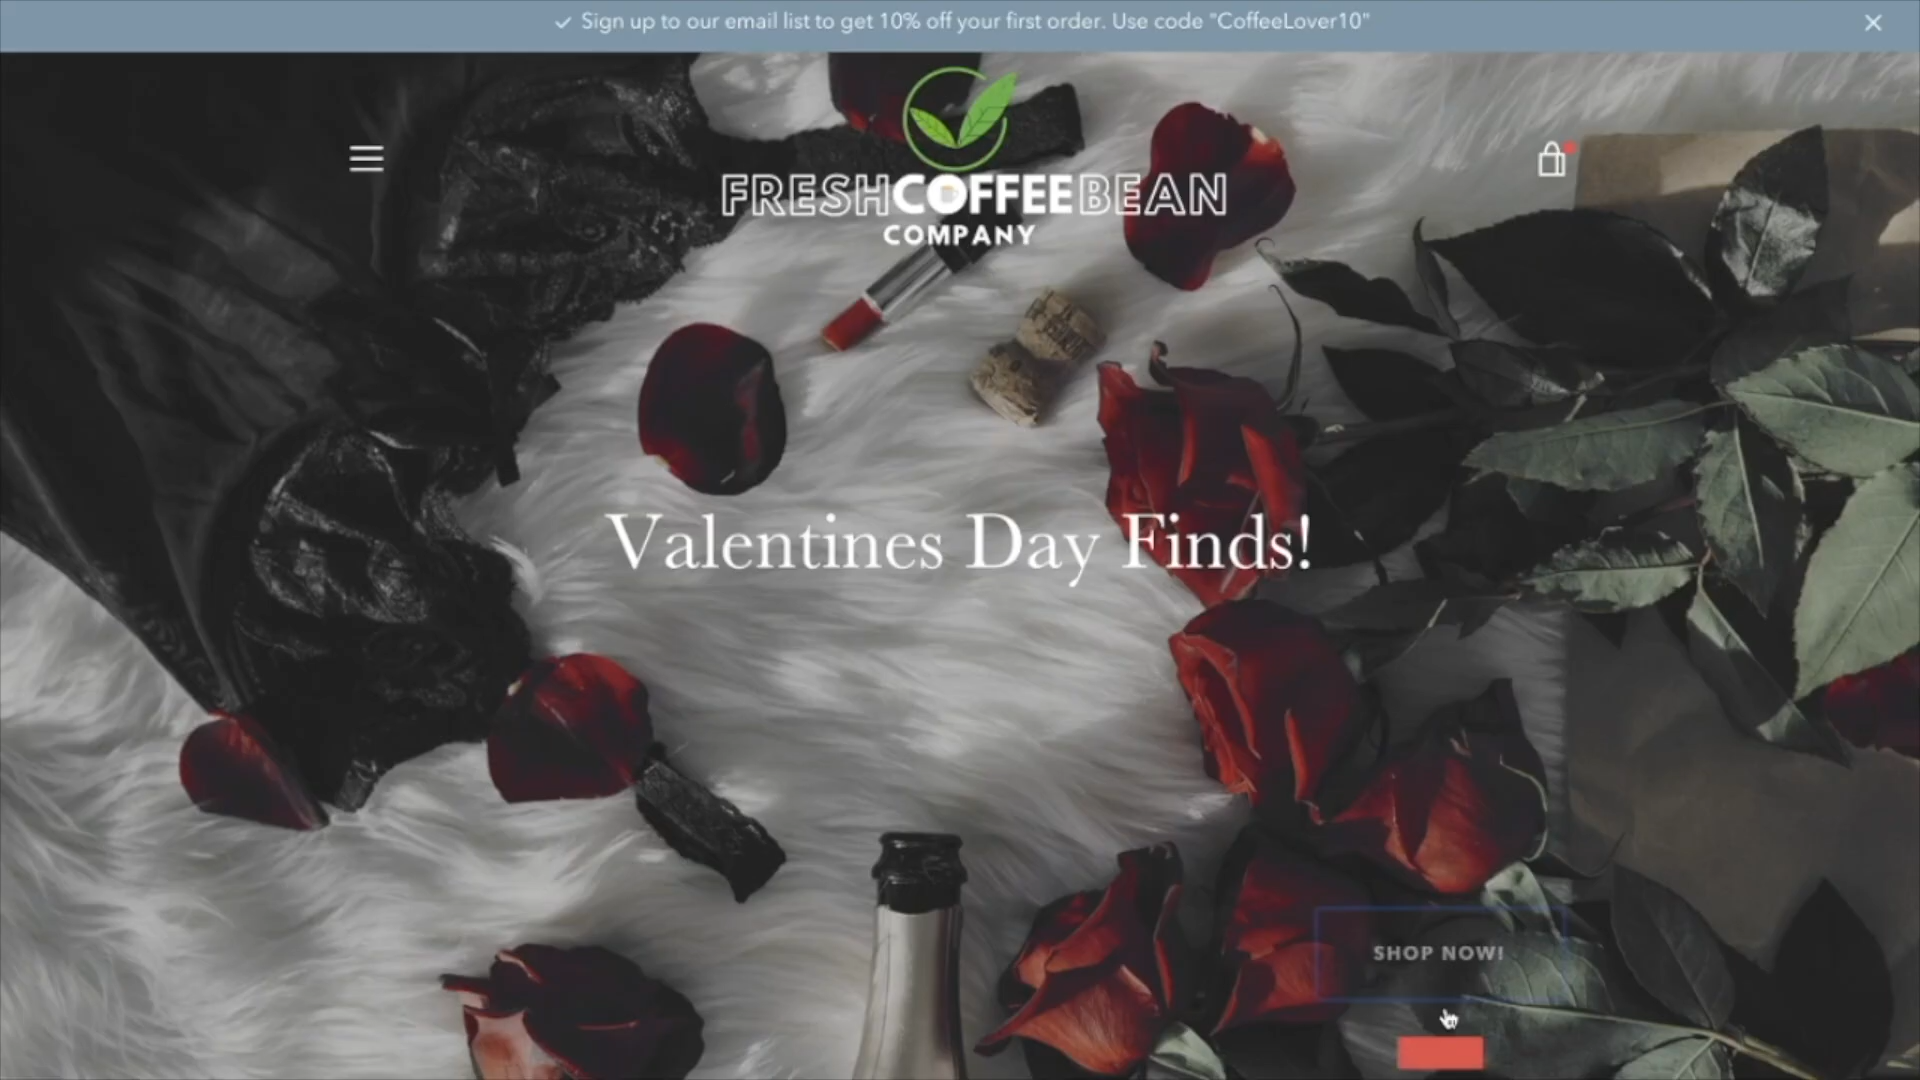 ✓ Sign up to our email list to get 10% off your first order. Use code "CoffeeLover10"
FRESHCOFFEEBEAN
COMPANY
Valentines Day Finds!
SHOP NOW!